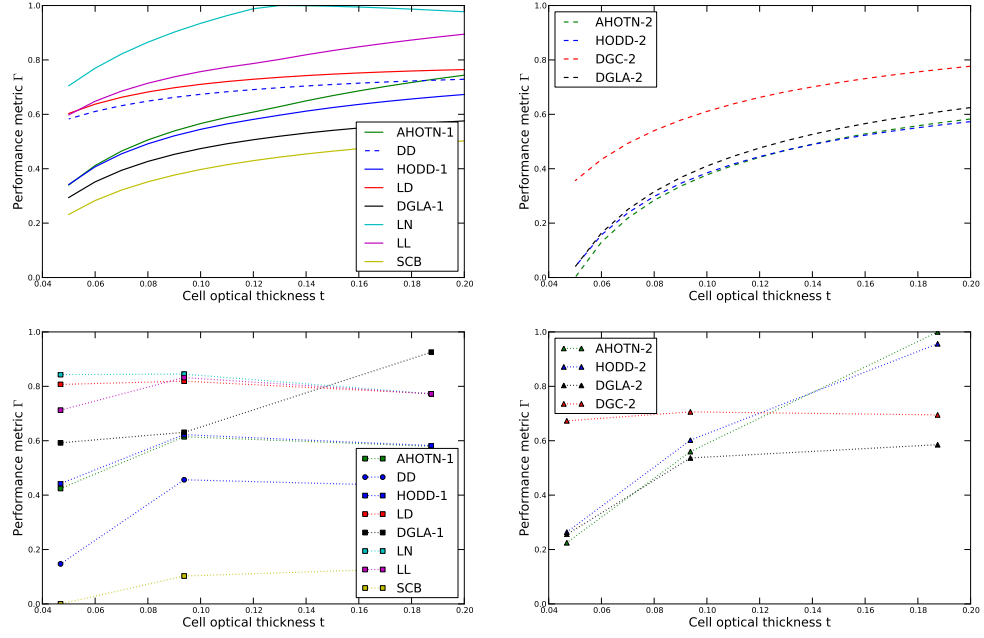 1.0
0.8
0.6
0.4
0.2
0.0
Performance metric Γ
AHOTN-1
DD
HODD-1
LD
DGLA-1
LN
LL
SCB
0.04 0.06 0.08 0.10 0.12 0.14 0.16 0.18 0.20
Cell optical thickness t
1.0
0.8
0.6
0.4
0.2
0.0
Performance metric Γ
AHOTN-2
HODD-2
DGC-2
DGLA-2
0.04 0.06 0.08 0.10 0.12 0.14 0.16 0.18 0.20
Cell optical thickness t
1.0
0.8
0.6
0.4
0.2
0.0
Performance metric Γ
AHOTN-1
DD
HODD-1
LD
DGLA-1
LN
LL
SCB
0.04 0.06 0.08 0.10 0.12 0.14 0.16 0.18 0.20
Cell optical thickness t
1.0
0.8
0.6
0.4
0.2
0.0
Performance metric Γ
AHOTN-2
HODD-2
DGLA-2
DGC-2
0.04 0.06 0.08 0.10 0.12 0.14 0.16 0.18 0.20
Cell optical thickness t